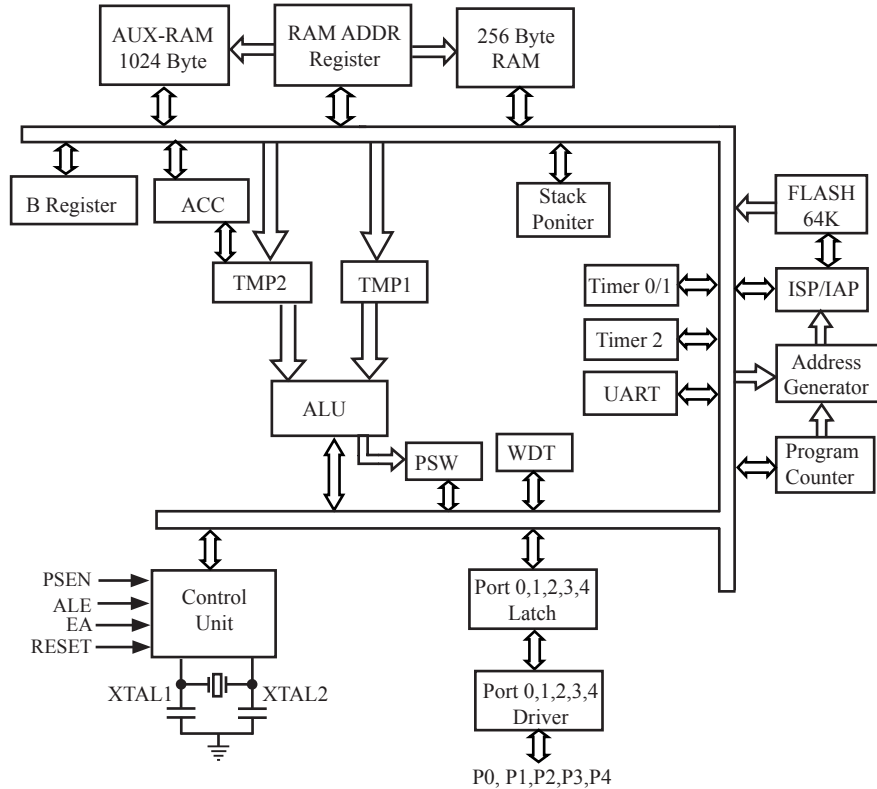 AUX-RAM
1024 Byte
RAM ADDR
Register
256 Byte
RAM
B Register
ACC
Stack
Poniter
FLASH
64K
TMP2
TMP1
Timer 0/1
ISP/IAP
Timer 2
Address
Generator
UART
ALU
PSW
WDT
Program
Counter
PSEN
ALE
EA
RESET
Control
Unit
Port 0,1,2,3,4
Latch
XTAL1
XTAL2
Port 0,1,2,3,4
Driver
P0, P1,P2,P3,P4